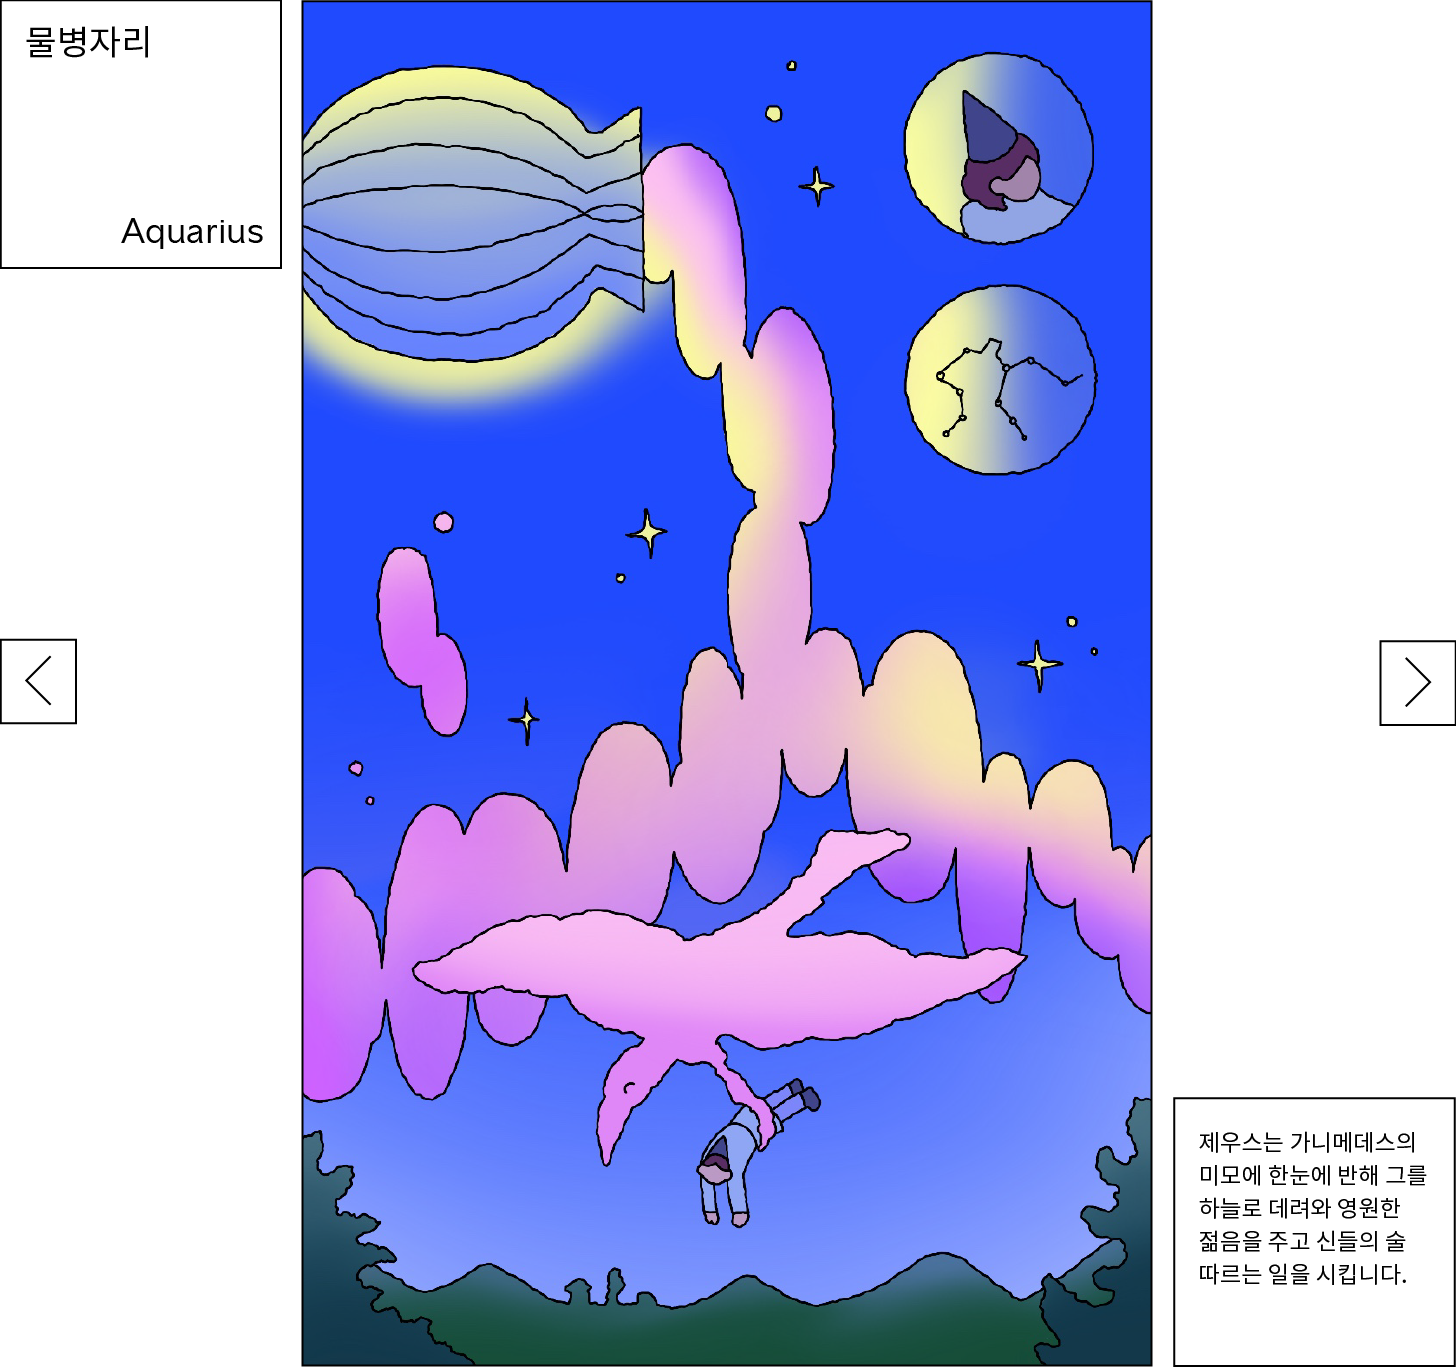 물병자리
Aquarius
제우스는 가니메데스의
미모에 한눈에 반해 그를
하늘로 데려와 영원한
젊음을 주고 신들의 술
따르는 일을 시킵니다.